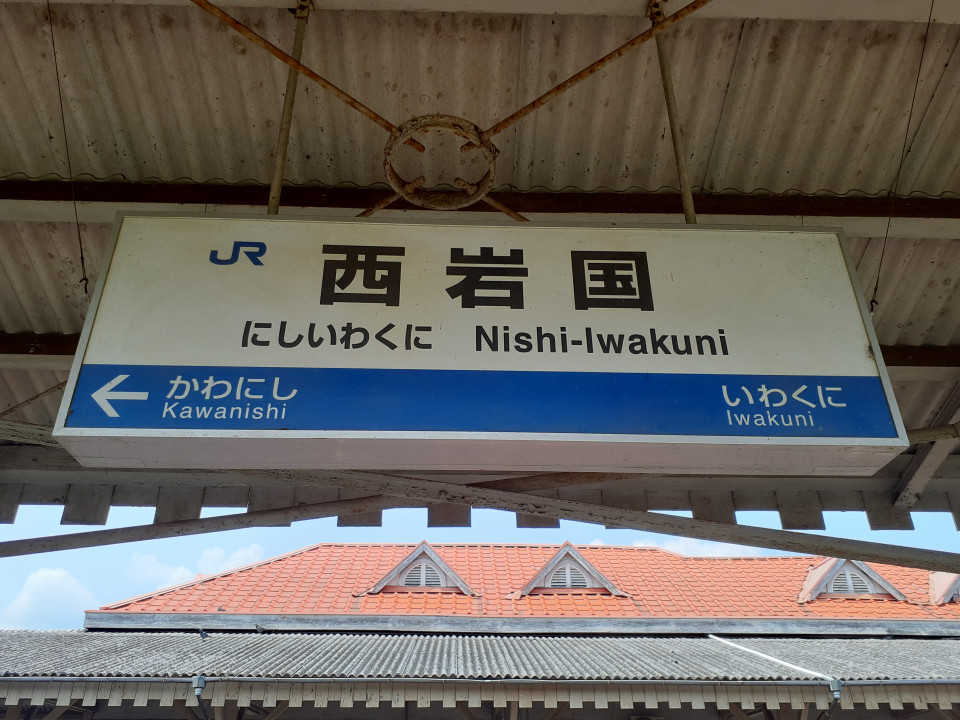 JR 西岩国
にしいわくに Nishi-Iwakuni
← かわにし いわくに
Kawanishi Iwakuni